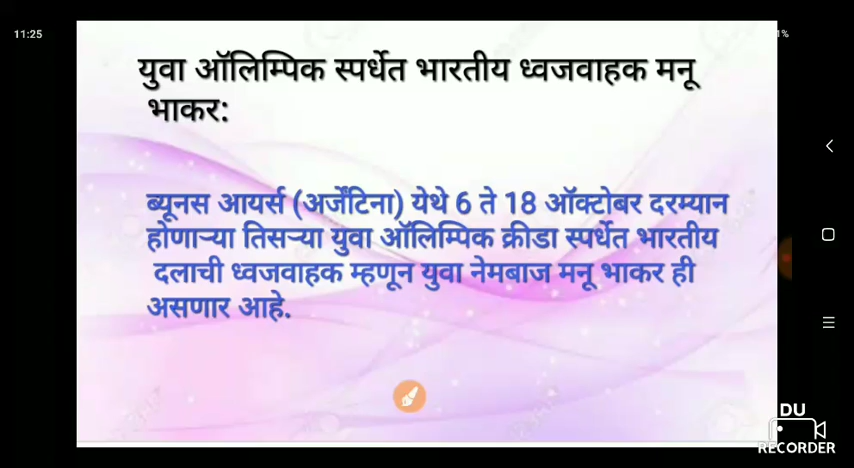 11:25
1%
युवा ऑलिम्पिक स्पर्धेत भारतीय ध्वजवाहक मनू
भाकर:
ब्यूनस आयर्स (अर्जेंटिना) येथे 6 ते 18 ऑक्टोबर दरम्यान
होणाऱ्या तिसऱ्या युवा ऑलिम्पिक क्रीडा स्पर्धेत भारतीय
दलाची ध्वजवाहक म्हणून युवा नेमबाज मनू भाकर ही
असणार आहे.
DU
RECORDER